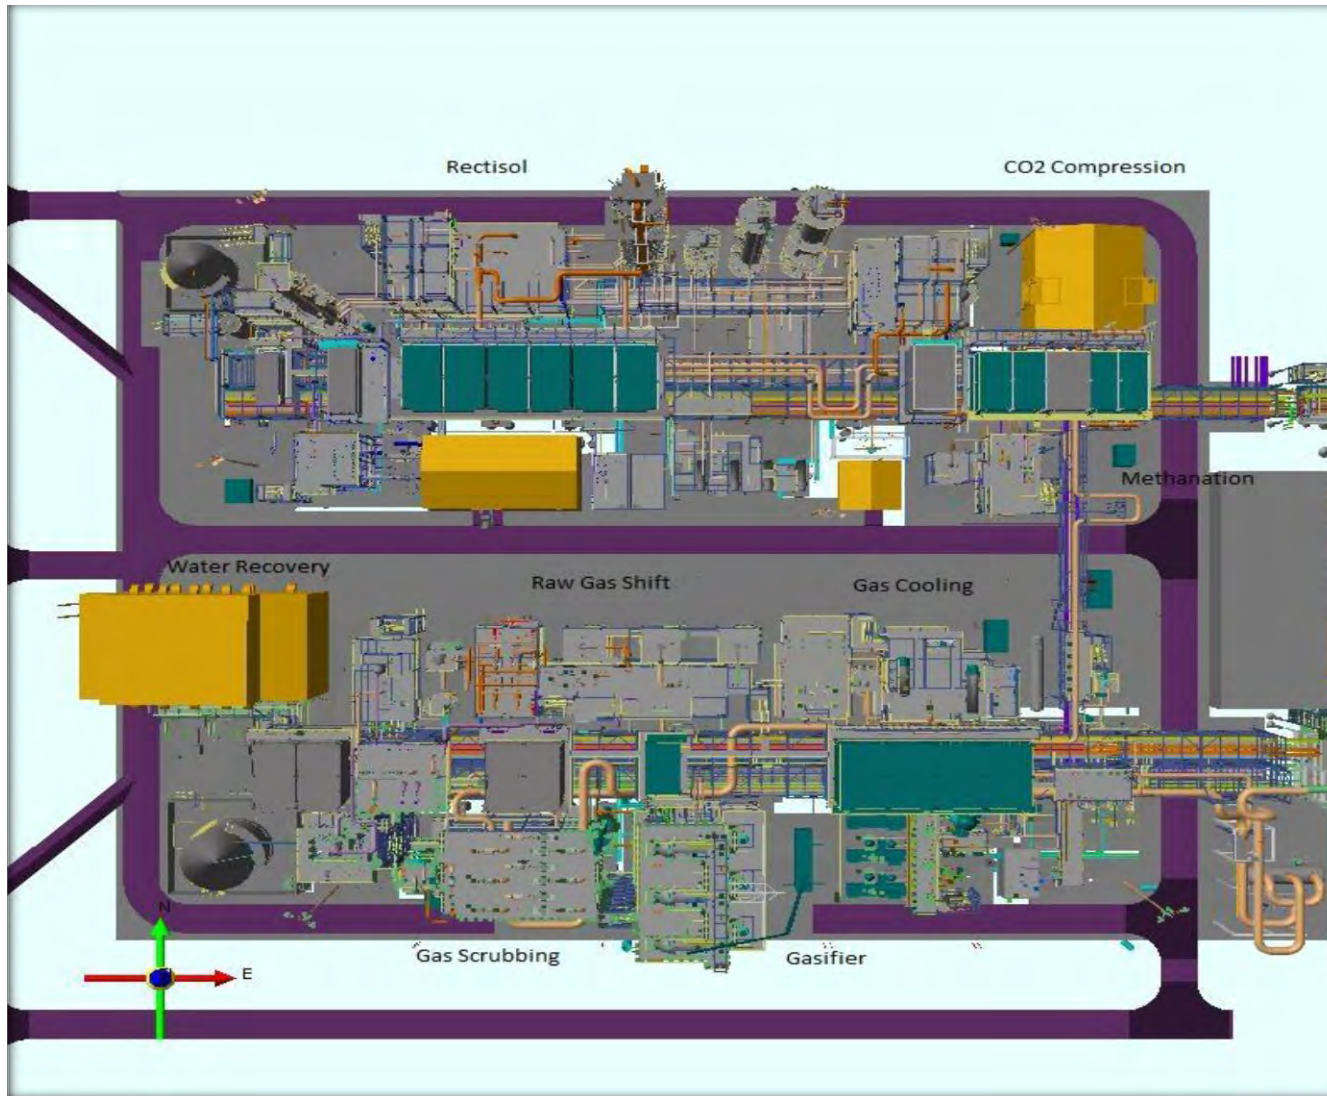 Rectisol
CO2 Compression
Methanation
Water Recovery
Raw Gas Shift
Gas Cooling
N
E
Gas Scrubbing
Gasifier